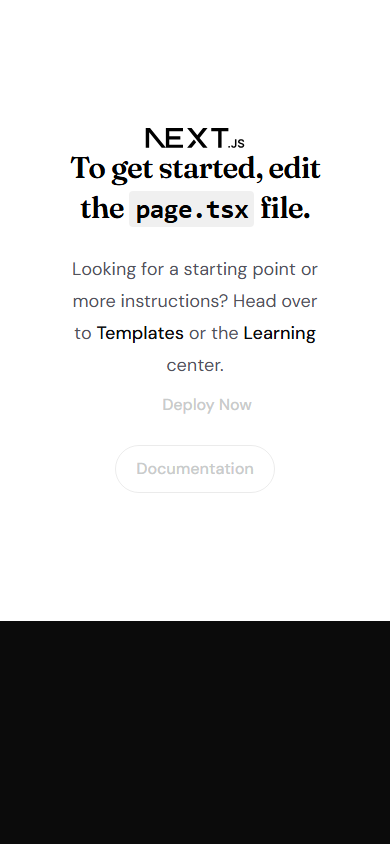 NEXT.JS
To get started, edit
the page.tsx file.
Looking for a starting point or
more instructions? Head over
to Templates or the Learning
center.
Deploy Now
Documentation